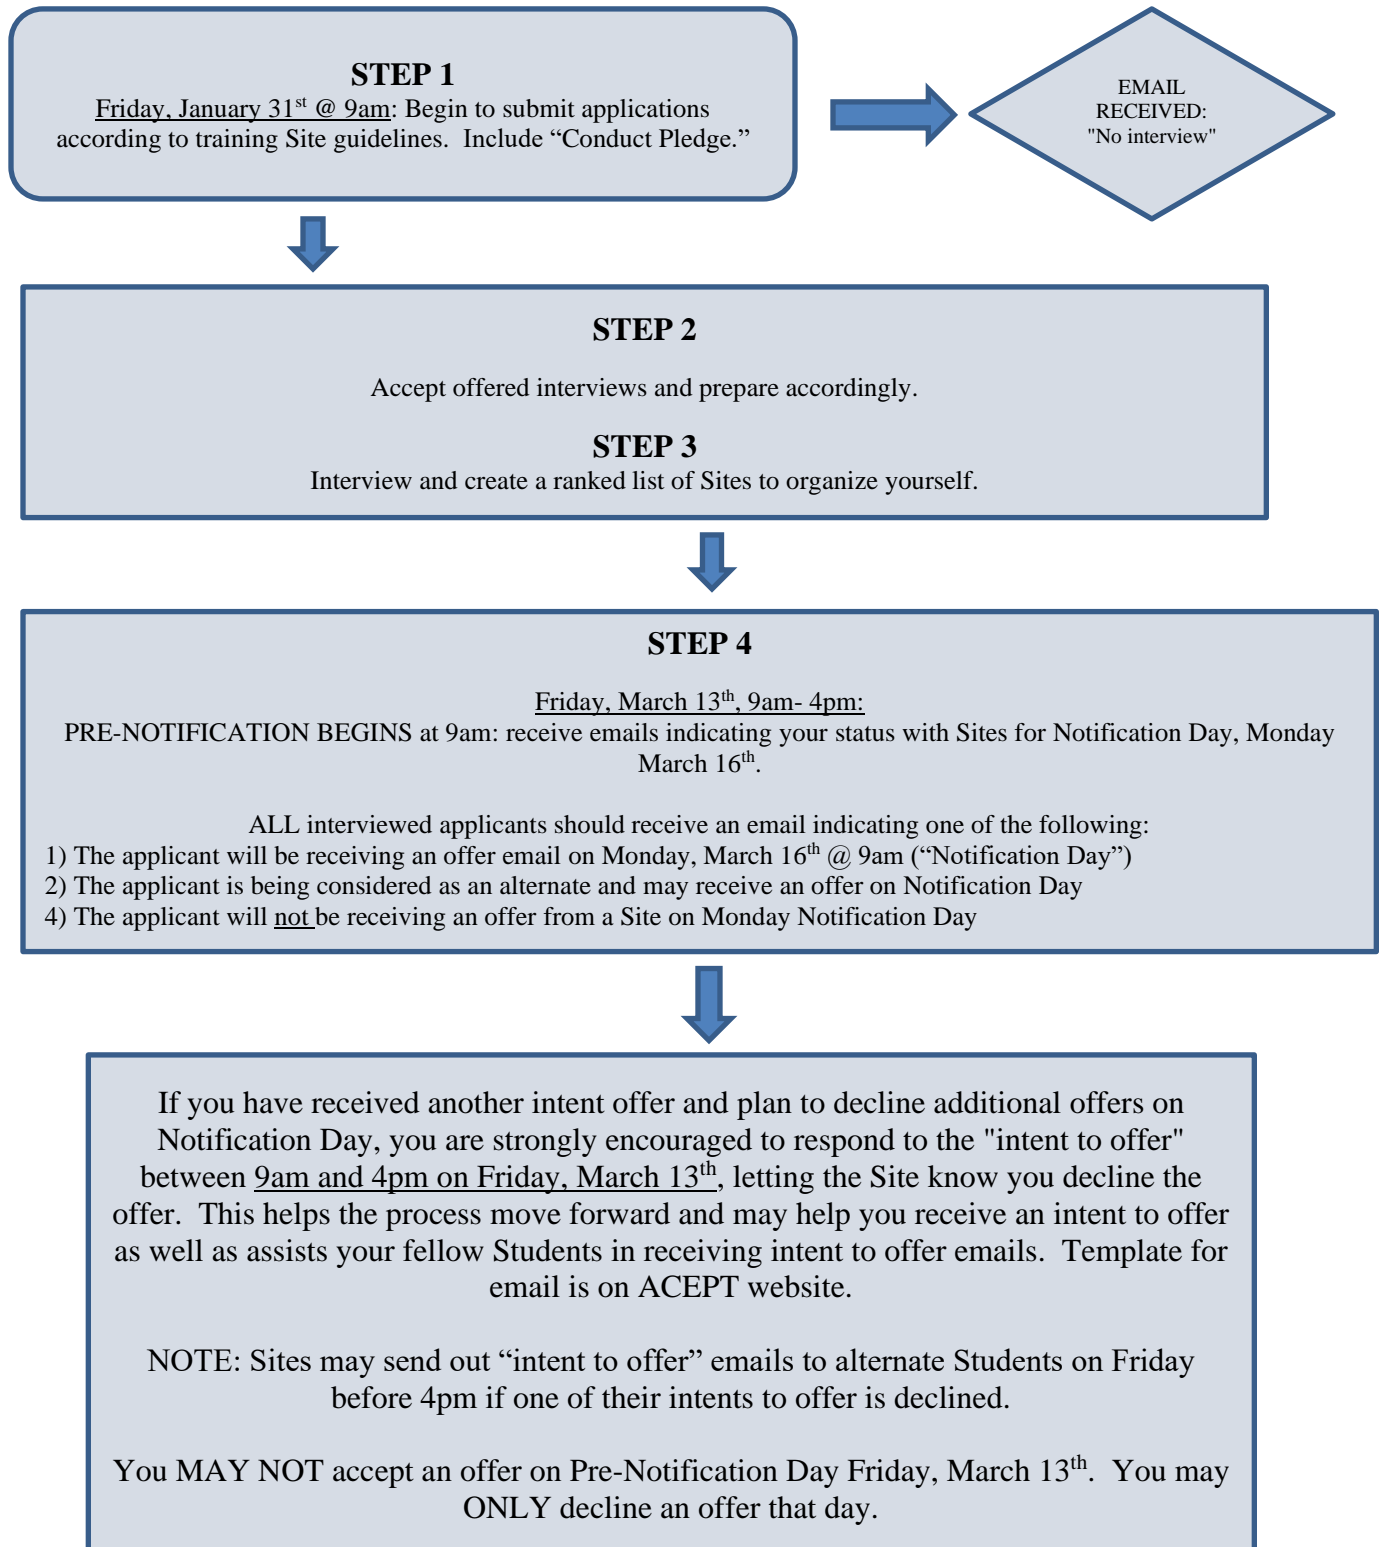 STEP 1
Friday, January 31st @ 9am: Begin to submit applications
according to training Site guidelines.  Include “Conduct Pledge.”
EMAIL
RECEIVED:
"No interview"
STEP 2
Accept offered interviews and prepare accordingly.
STEP 3
Interview and create a ranked list of Sites to organize yourself.
STEP 4
Friday, March 13th, 9am- 4pm:
PRE-NOTIFICATION BEGINS at 9am: receive emails indicating your status with Sites for Notification Day, Monday
March 16th.
ALL interviewed applicants should receive an email indicating one of the following:
1) The applicant will be receiving an offer email on Monday, March 16th @ 9am (“Notification Day”)
2) The applicant is being considered as an alternate and may receive an offer on Notification Day
4) The applicant will not be receiving an offer from a Site on Monday Notification Day
If you have received another intent offer and plan to decline additional offers on
Notification Day, you are strongly encouraged to respond to the "intent to offer"
between 9am and 4pm on Friday, March 13th, letting the Site know you decline the
offer.  This helps the process move forward and may help you receive an intent to offer
as well as assists your fellow Students in receiving intent to offer emails.  Template for
email is on ACEPT website.
NOTE: Sites may send out “intent to offer” emails to alternate Students on Friday
before 4pm if one of their intents to offer is declined.
You MAY NOT accept an offer on Pre-Notification Day Friday, March 13th.  You may
ONLY decline an offer that day.